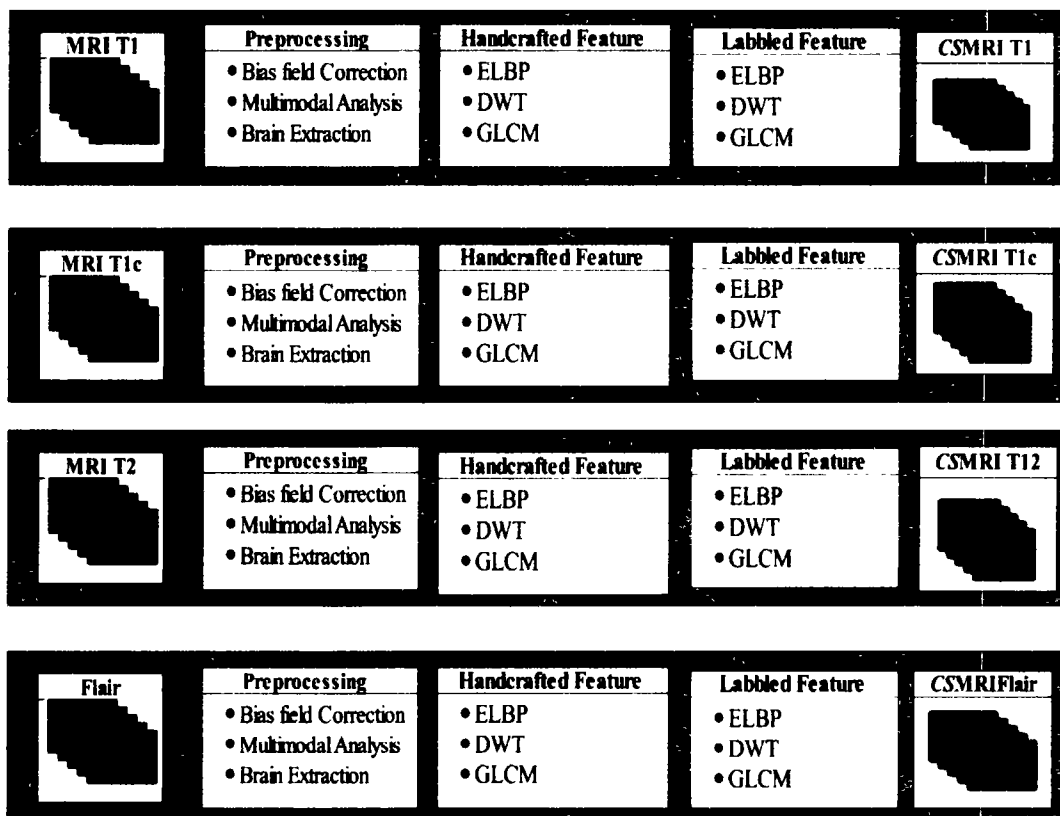 MRI T1
Preprocessing
• Bias field Correction
• Multimodal Analysis
• Brain Extraction
Handcrafted Feature
• ELBP
• DWT
• GLCM
Labbled Feature
• ELBP
• DWT
• GLCM
CSMRI T1
MRI T1c
Preprocessing
• Bias field Correction
• Multimodal Analysis
• Brain Extraction
Handcrafted Feature
• ELBP
• DWT
• GLCM
Labbled Feature
• ELBP
• DWT
• GLCM
CSMRI T1c
MRI T2
Preprocessing
• Bias field Correction
• Multimodal Analysis
• Brain Extraction
Handcrafted Feature
• ELBP
• DWT
• GLCM
Labbled Feature
• ELBP
• DWT
• GLCM
CSMRI T12
Flair
Preprocessing
• Bias field Correction
• Multimodal Analysis
• Brain Extraction
Handcrafted Feature
• ELBP
• DWT
• GLCM
Labbled Feature
• ELBP
• DWT
• GLCM
CSMRIFlair